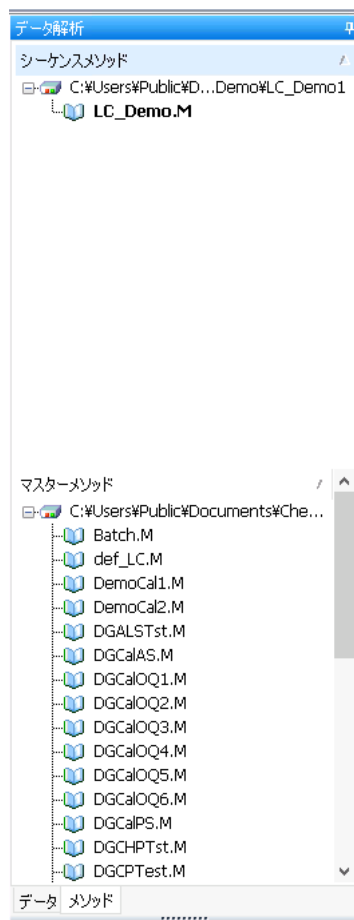 データ解析
シーケンスメソッド
C:¥Users¥Public¥D...Demo¥LC_Demo1
LC_Demo.M
マスターメソッド
C:¥Users¥Public¥Documents¥Che...
Batch.M
def_LC.M
DemoCal1.M
DemoCal2.M
DGALSTst.M
DGCalAS.M
DGCalOQ1.M
DGCalOQ2.M
DGCalOQ3.M
DGCalOQ4.M
DGCalOQ5.M
DGCalOQ6.M
DGCalPS.M
DGCHPTst.M
DGCPTest.M
データ メソッド